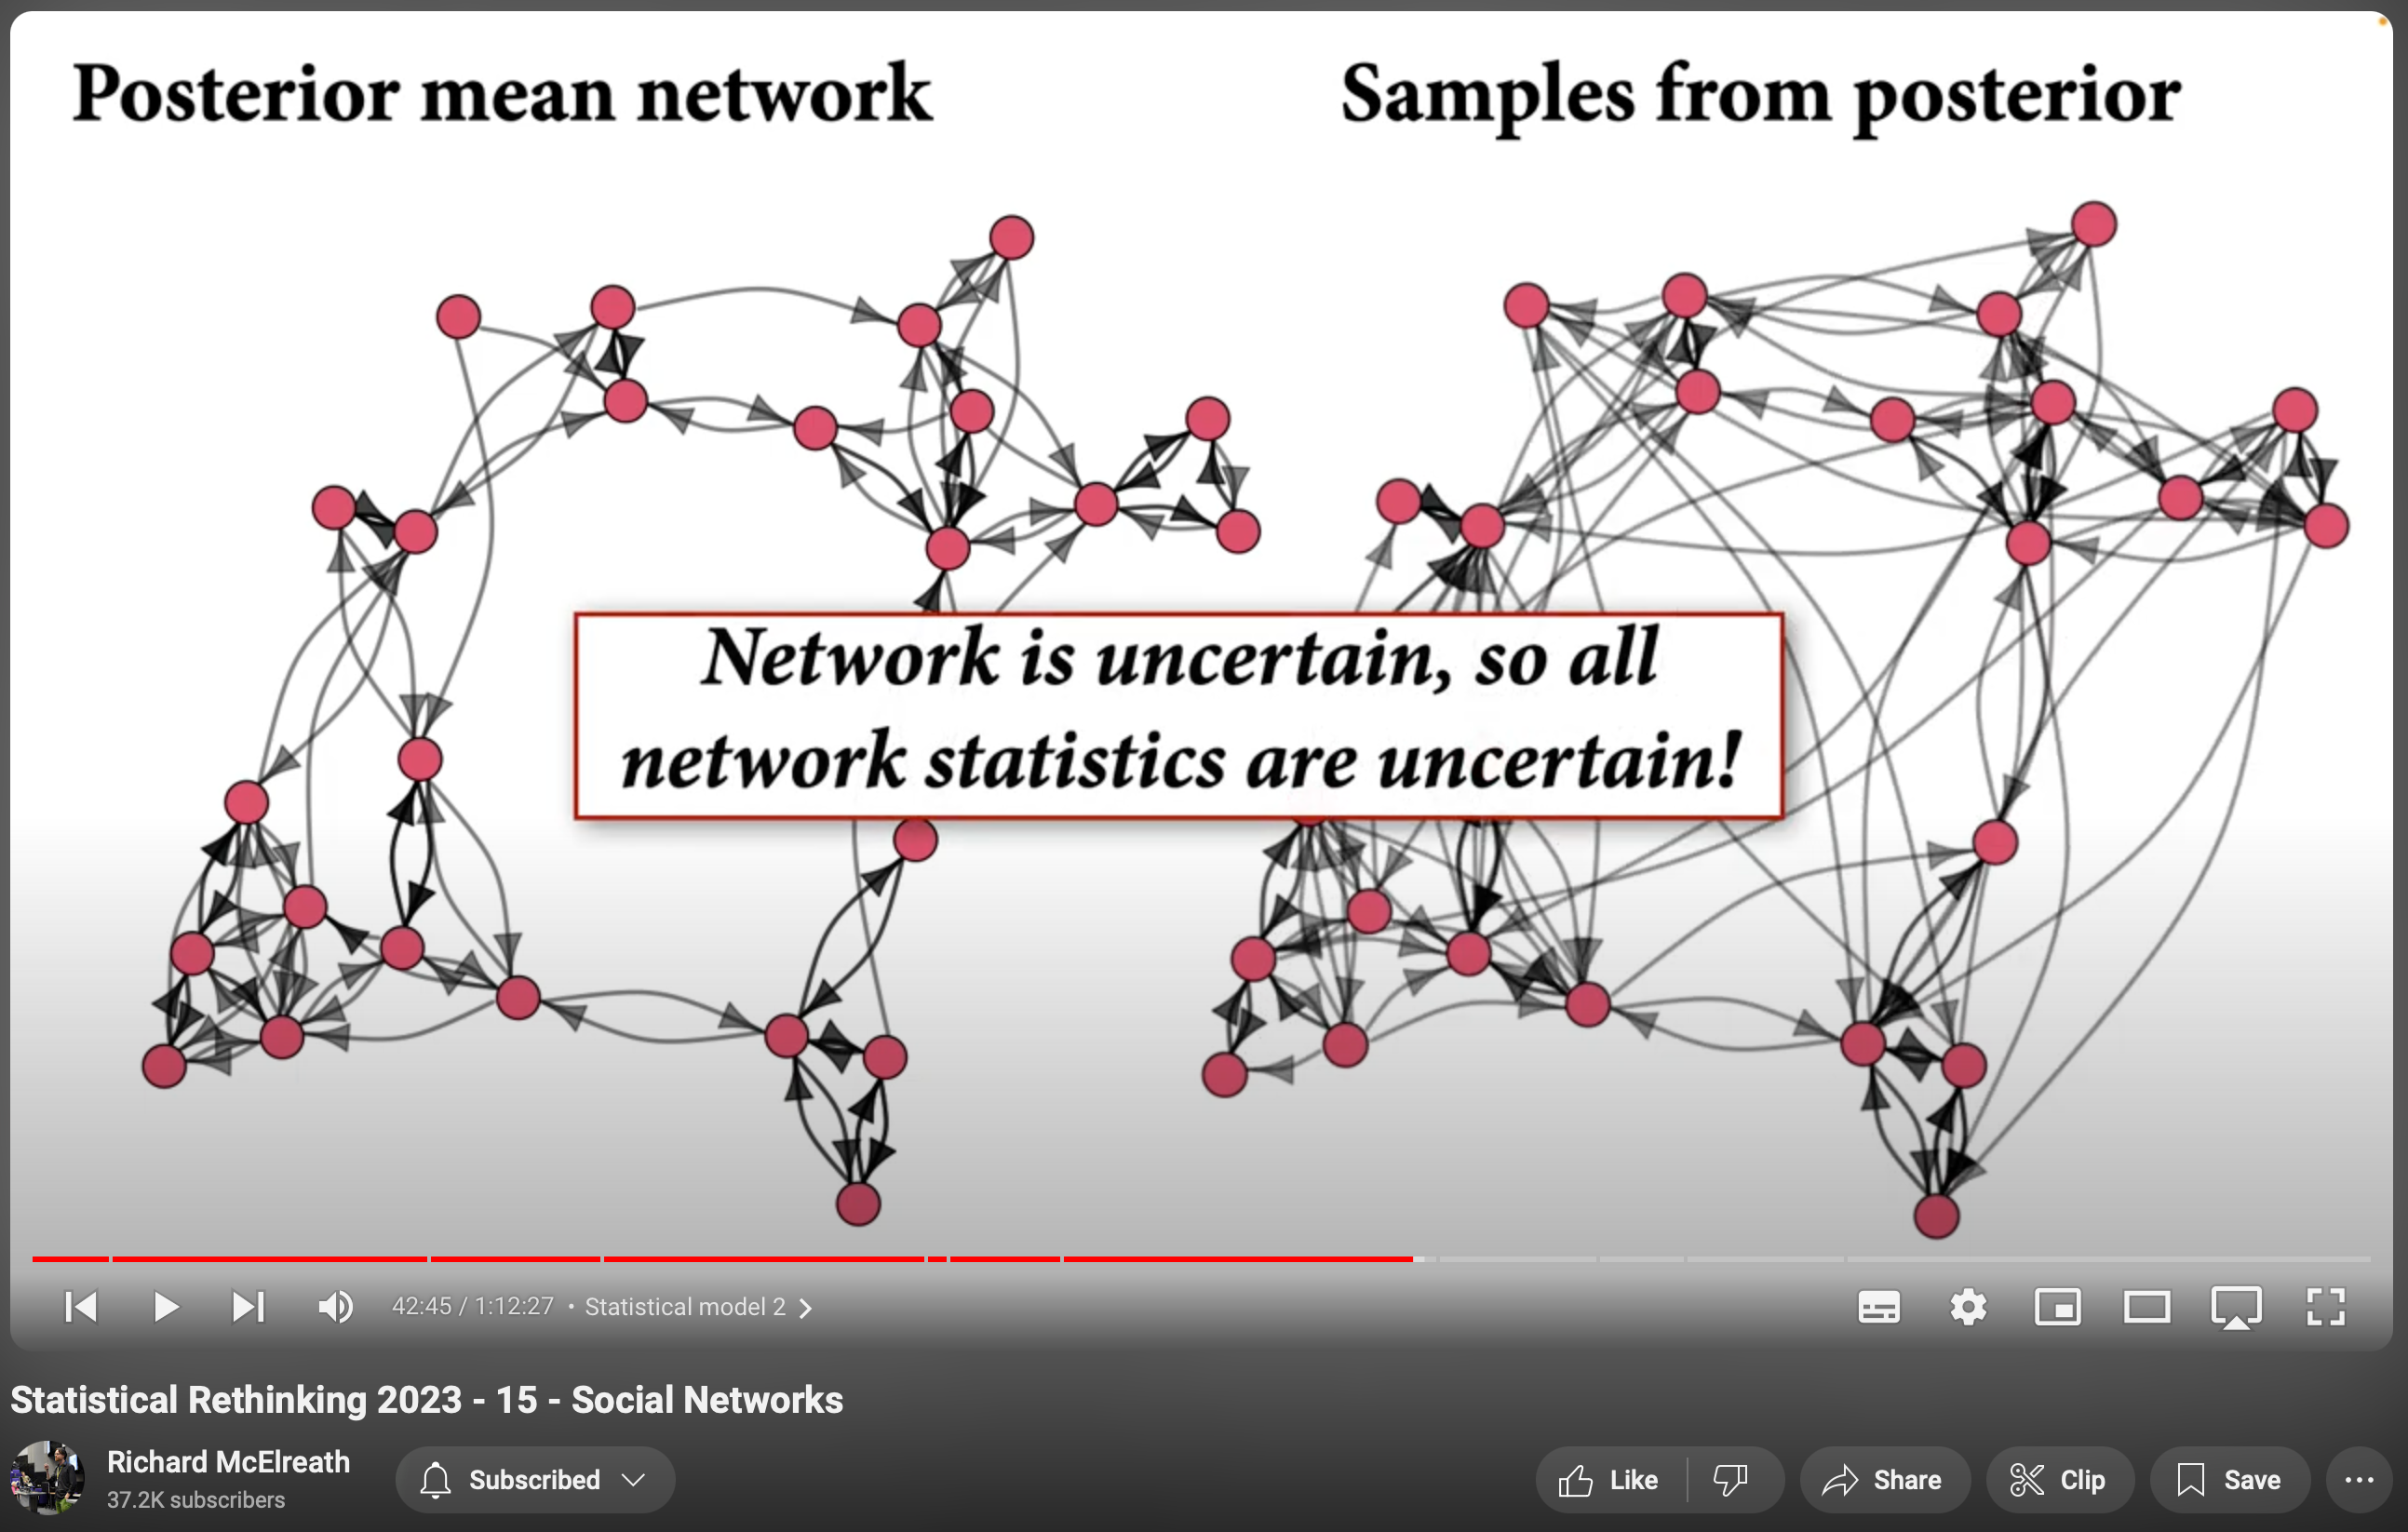 Posterior mean network
Samples from posterior
Network is uncertain, so all
network statistics are uncertain!
42:45 / 1:12:27 • Statistical model 2
Statistical Rethinking 2023 - 15 - Social Networks
Richard McElreath
37.2K subscribers
Subscribed
Like
Share
Clip
Save